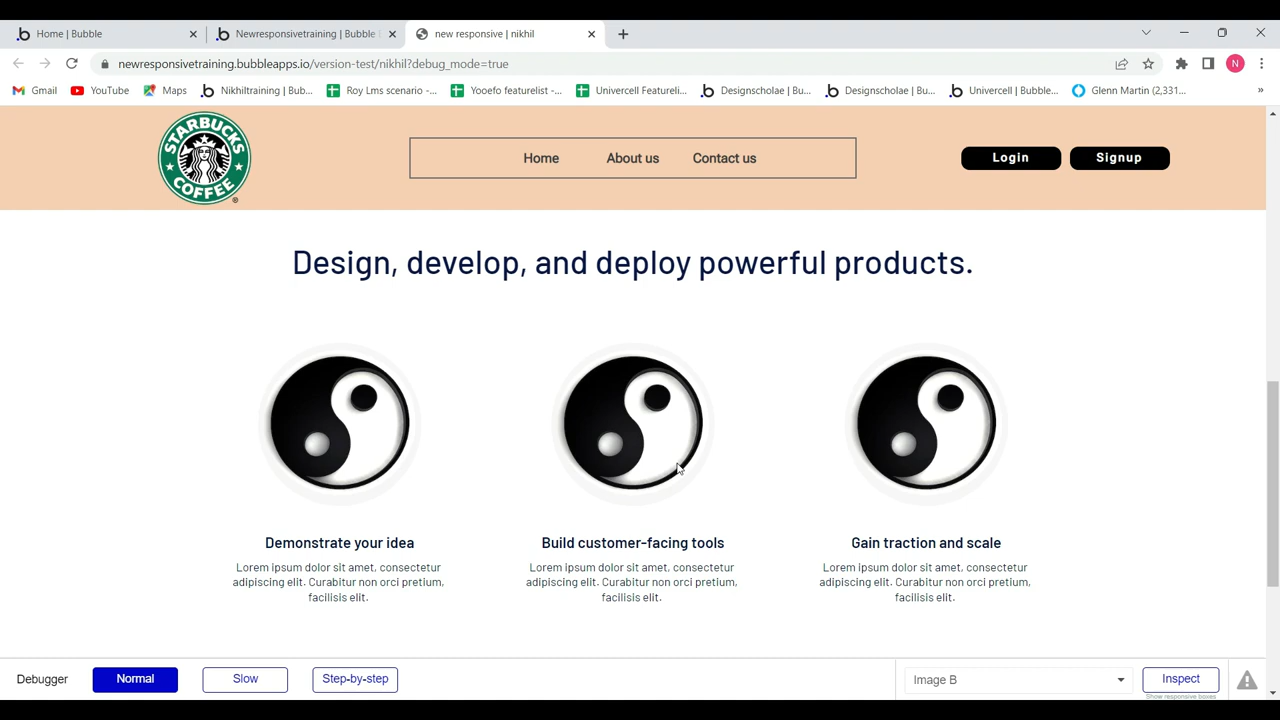 Home | Bubble
Newresponsivetraining | Bubble
new responsive | nikhil
newresponsivetraining.bubbleapps.io/version-test/nikhil?debug_mode=true
N
Gmail
YouTube
Maps
Nikhiltraining | Bub...
Roy Lms scenario -...
Yooefo featurelist -...
Univercell Featureli...
Designscholae | Bu...
Designscholae | Bu...
Univercell | Bubble...
Glenn Martin (2,331...
»
STARBUCKS
COFFEE
®
Home
About us
Contact us
Login
Signup
Design, develop, and deploy powerful products.
Demonstrate your idea
Lorem ipsum dolor sit amet, consectetur
adipiscing elit. Curabitur non orci pretium,
facilisis elit.
Build customer-facing tools
Lorem ipsum dolor sit amet, consectetur
adipiscing elit. Curabitur non orci pretium,
facilisis elit.
Gain traction and scale
Lorem ipsum dolor sit amet, consectetur
adipiscing elit. Curabitur non orci pretium,
facilisis elit.
Debugger
Normal
Slow
Step-by-step
Image B
Inspect
Show responsive boxes